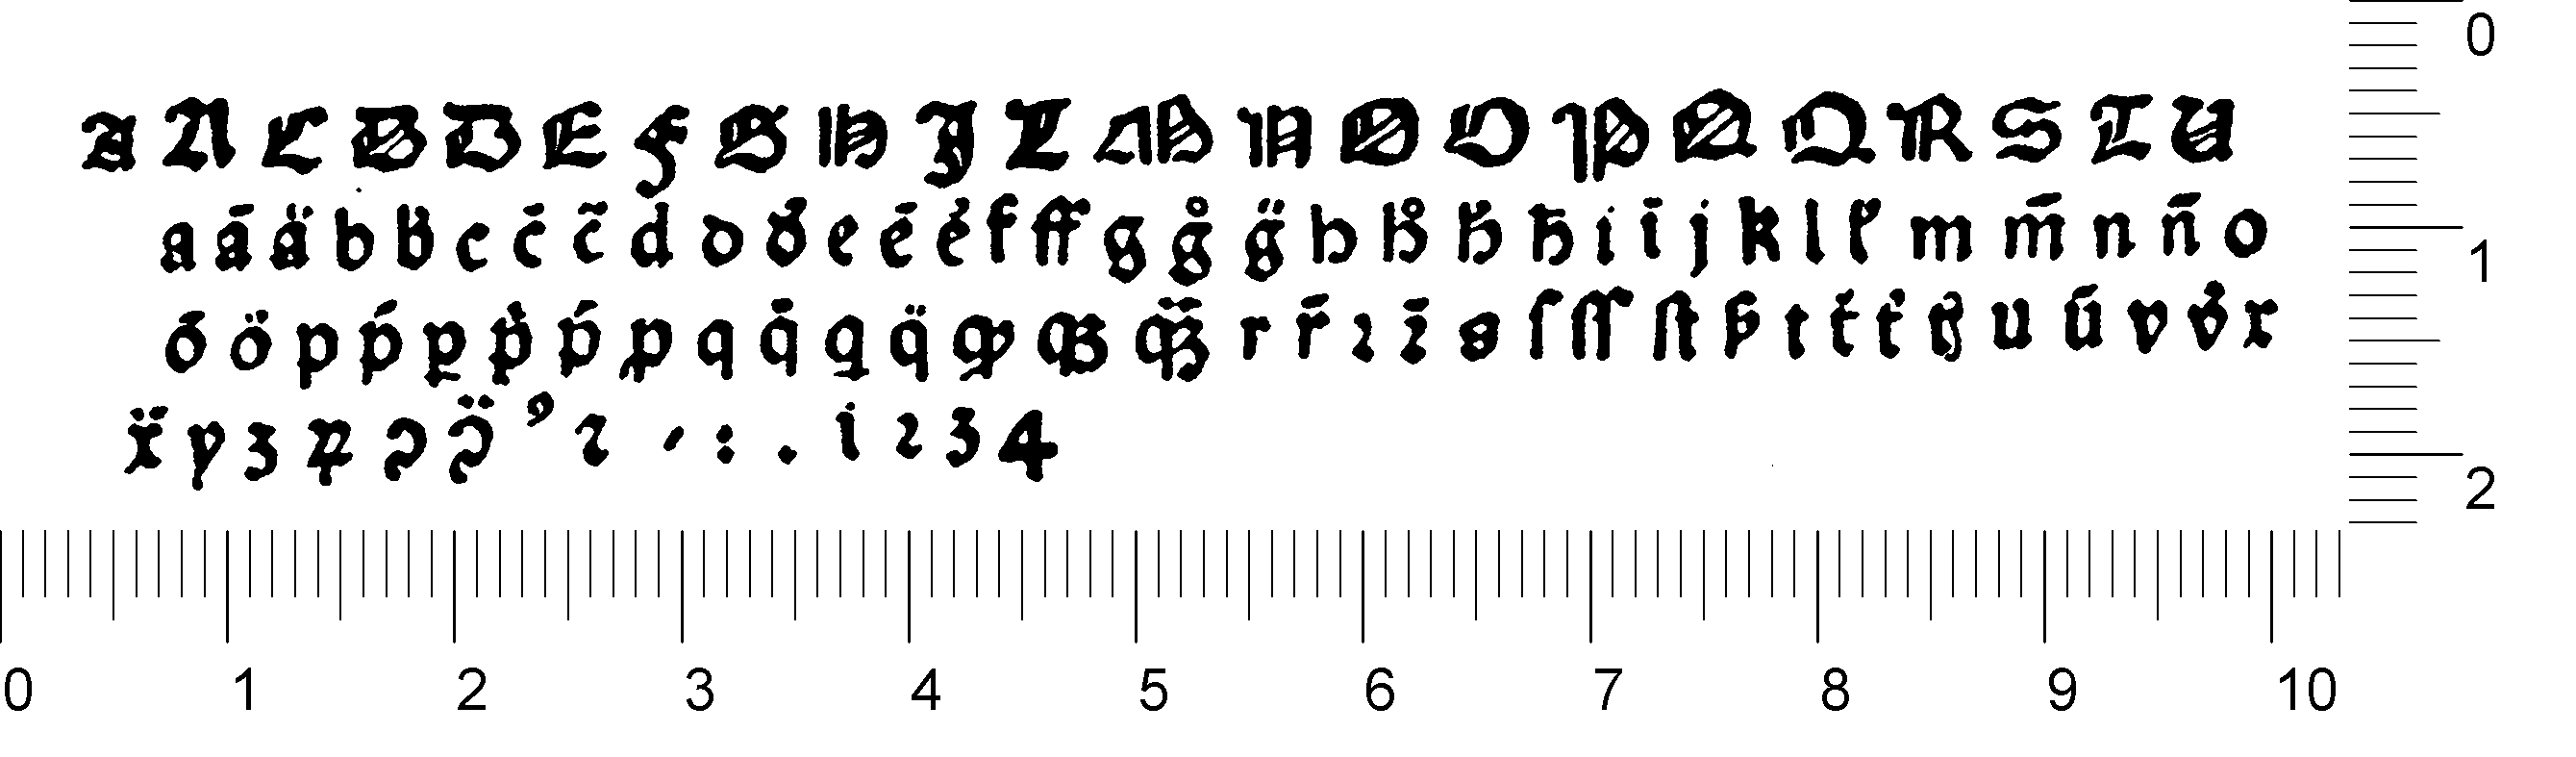 A A C B D E F G H J L M N O O P Q Q R S T U
a ā ä b b̈ c c̄ c̃ d d d̄ e ē é f ff g g̊ g̈ h h̊ h̄ ħ i ī j k l m m̄ n n̄ o
ō ö p p̄ p q q̄ q q̈ r r̄ ꝛ ꝛ̄ s ſ ſſ ſt t u ū v x
ẍ y z ꝝ ꝛ / : . i 2 3 4
0 1 2 3 4 5 6 7 8 9 10
0
1
2